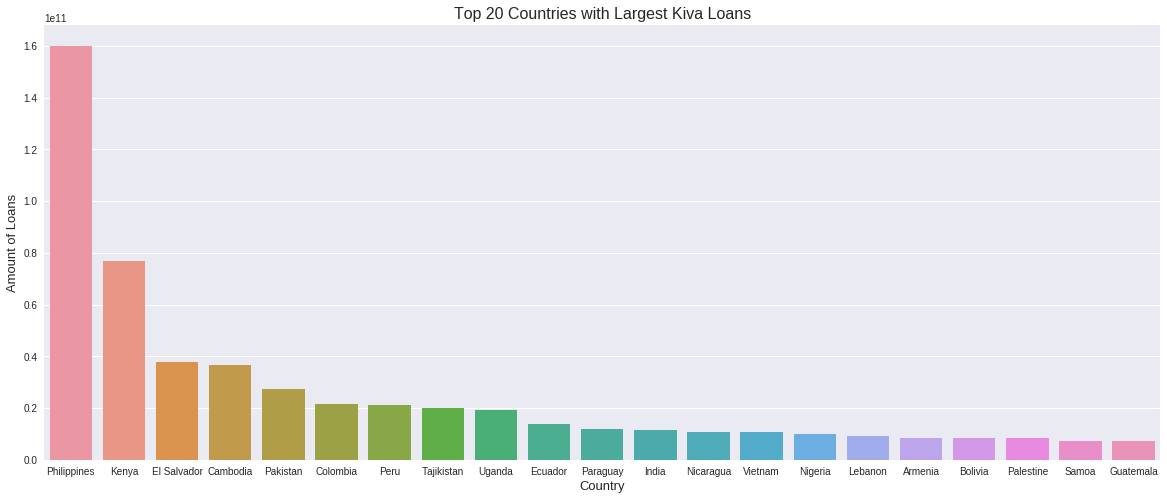 Top 20 Countries with Largest Kiva Loans
1e11
1.6
1.4
1.2
1.0
0.8
0.6
0.4
0.2
0.0
Amount of Loans
Philippines Kenya El Salvador Cambodia Pakistan Colombia Peru Tajikistan Uganda Ecuador Paraguay India Nicaragua Vietnam Nigeria Lebanon Armenia Bolivia Palestine Samoa Guatemala
Country